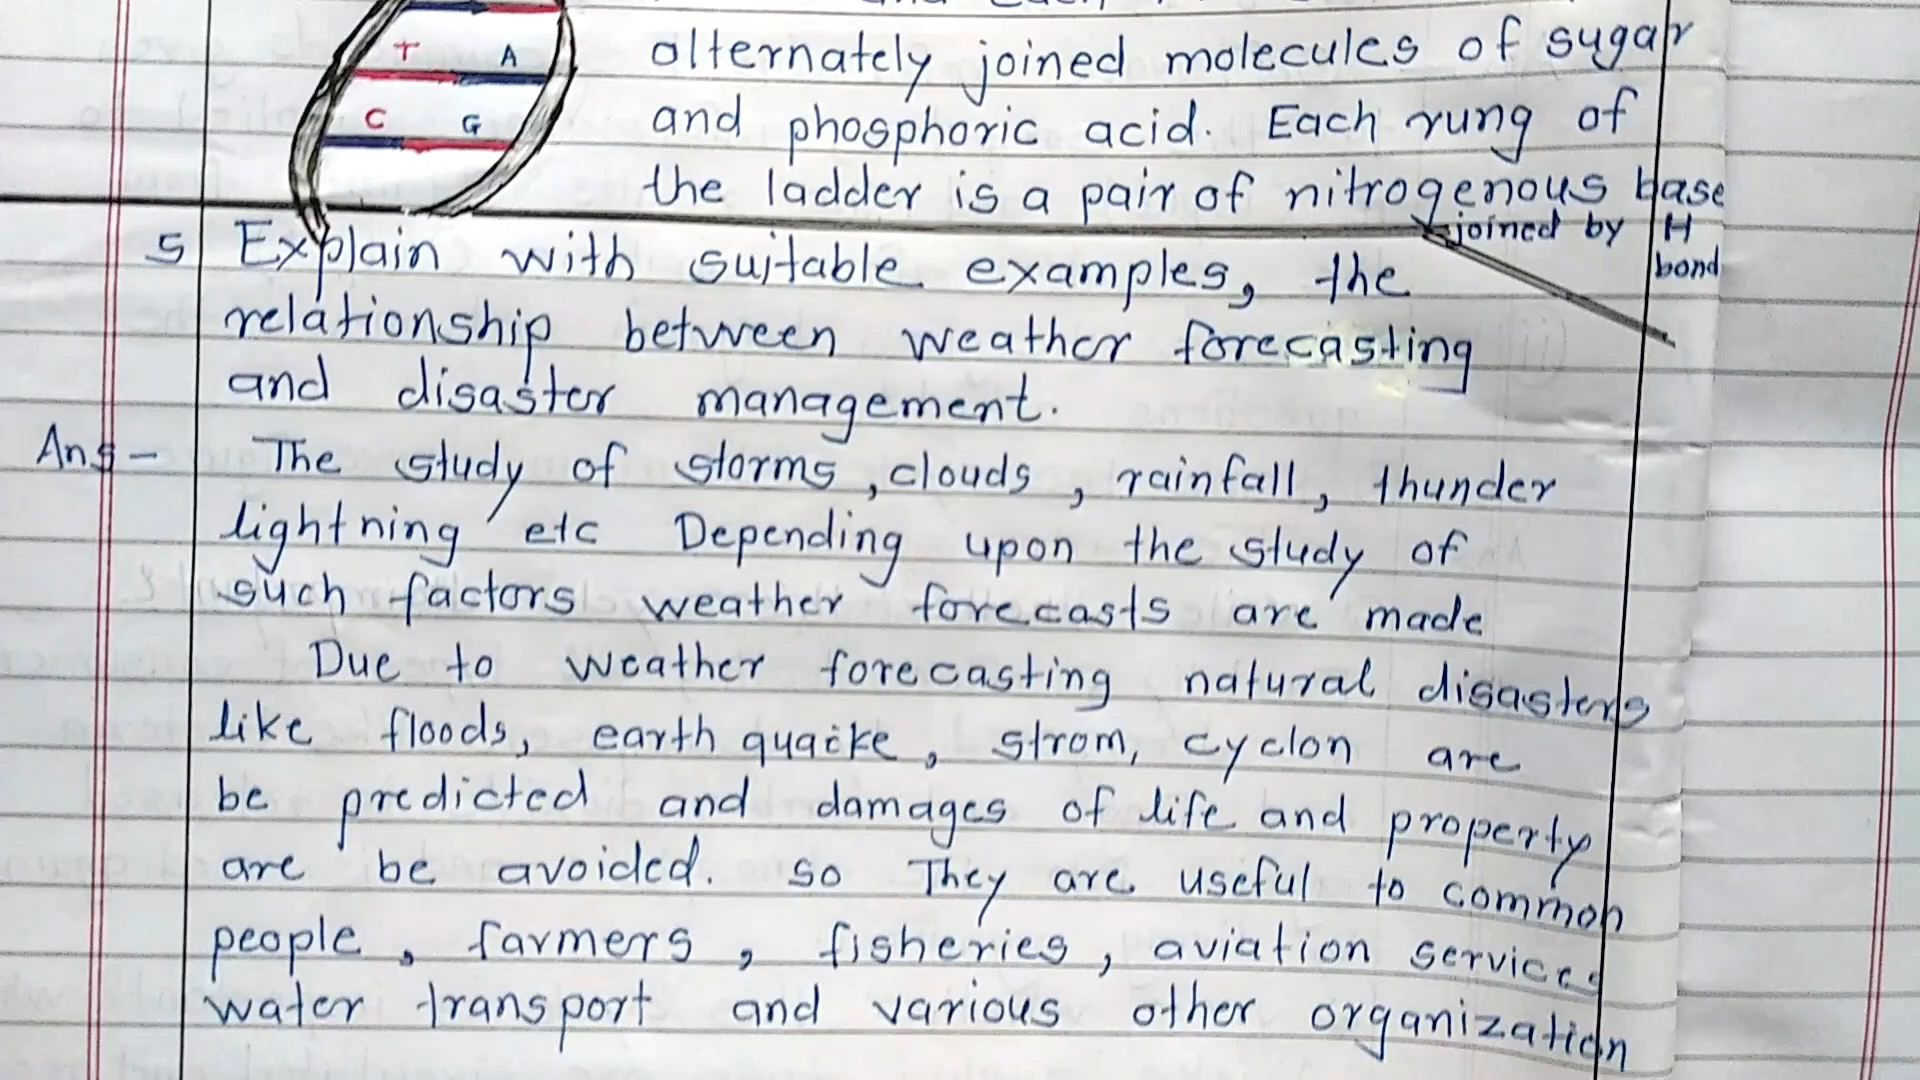 T A
C G
alternately joined molecules of sugar
and phosphoric acid. Each rung of
the ladder is a pair of nitrogenous base
joined by H
bond
5 Explain with suitable examples, the
relationship between weather forecasting
and disaster management.
Ans - The study of storms, clouds, rainfall, thunder
lightning etc Depending upon the study of
such factors weather forecasts are made
Due to weather forecasting natural disasters
like floods, earth quacke, strom, cyclon are
be predicted and damages of life and property
are be avoided. so They are useful to common
people, farmers, fisheries, aviation services
water transport and various other organization